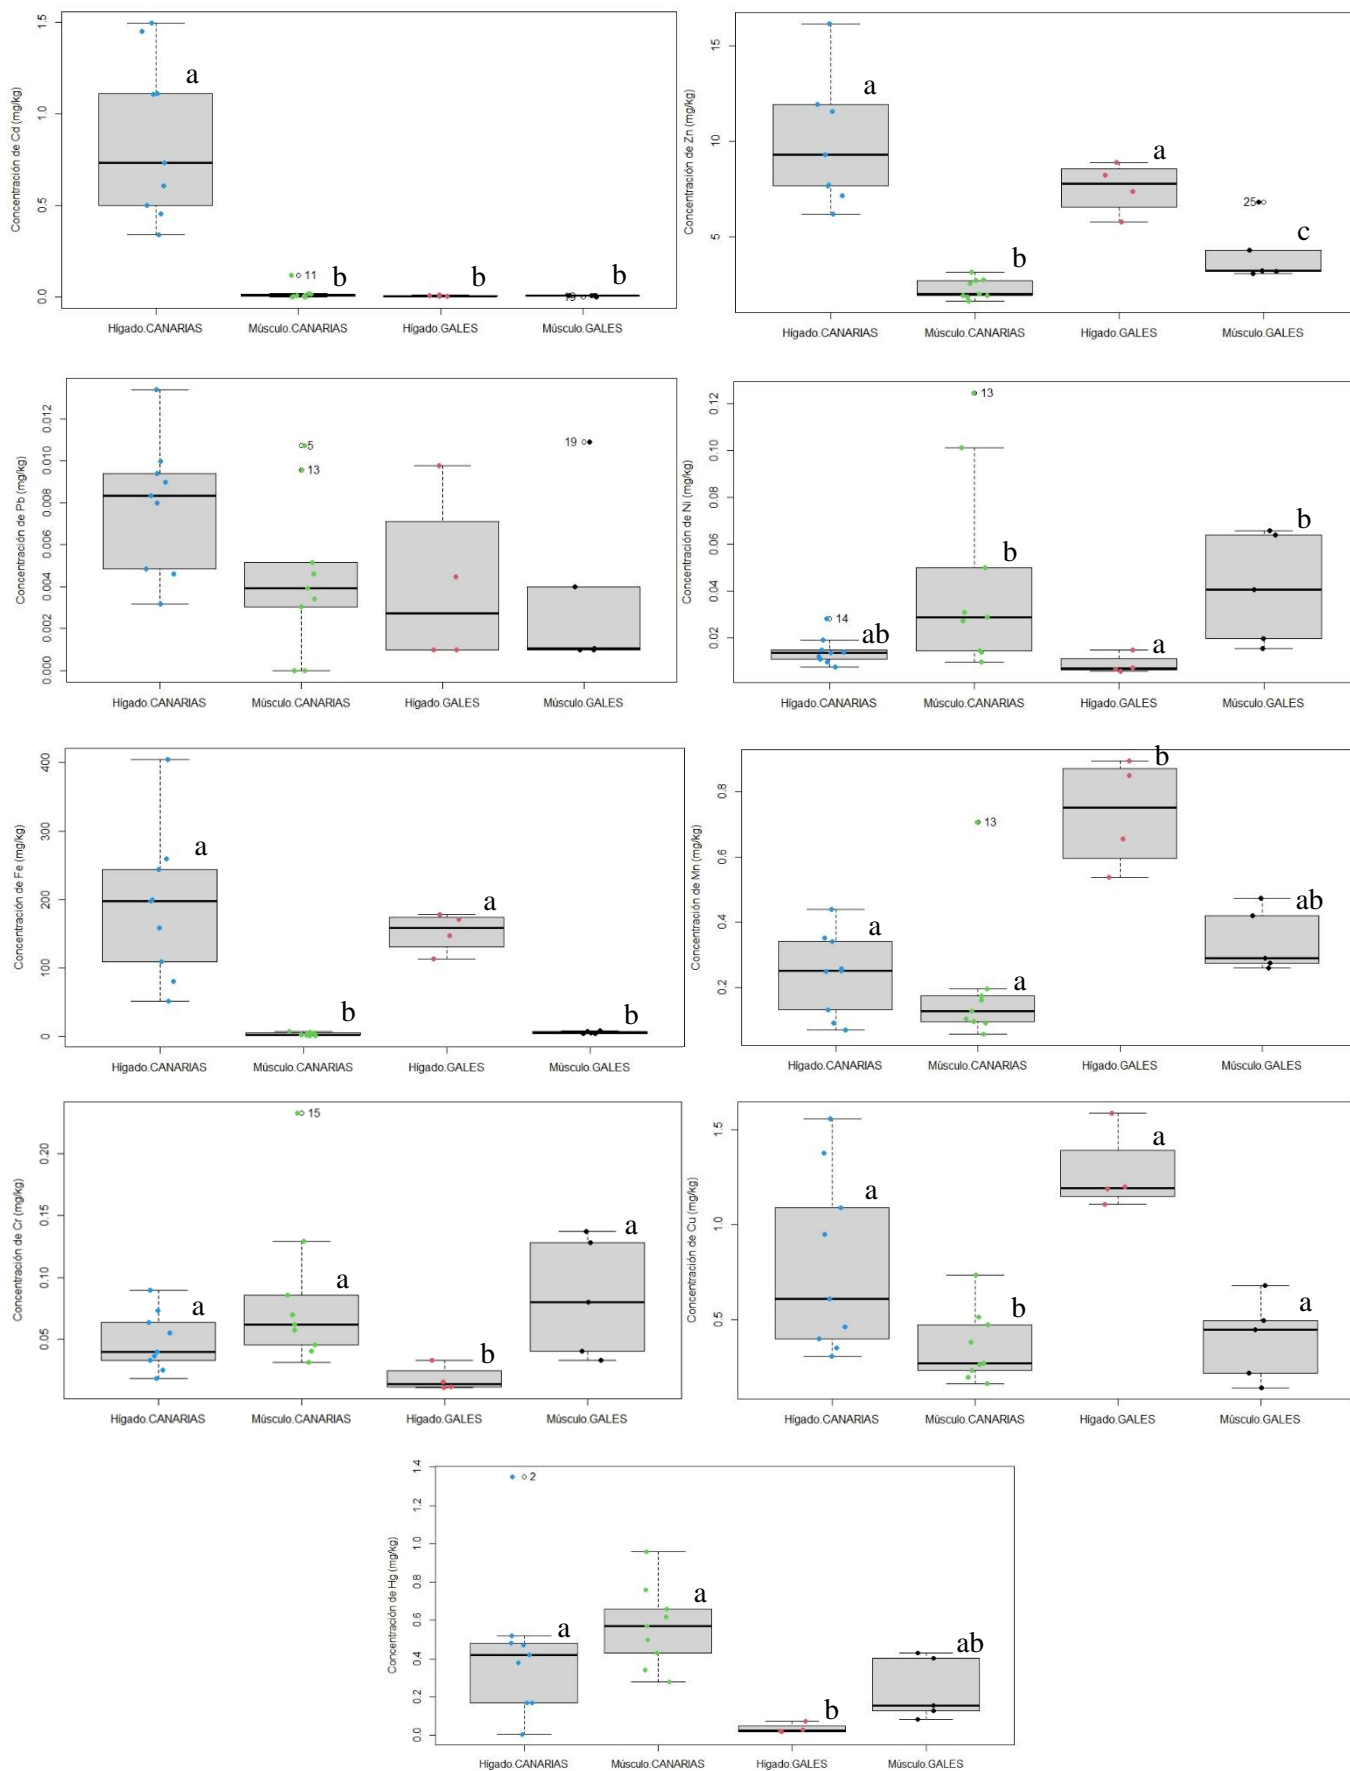 Concentración de Cd (mg/kg)
1.5
1.0
0.5
0.0
a
11
b
b
19
b
Hígado.CANARIAS Músculo.CANARIAS Hígado.GALES Músculo.GALES
Concentración de Zn (mg/kg)
15
10
5
a
b
a
25
c
Hígado.CANARIAS Músculo.CANARIAS Hígado.GALES Músculo.GALES
Concentración de Pb (mg/kg)
0.012
0.010
0.008
0.006
0.004
0.002
0.000
5
13
19
Hígado.CANARIAS Músculo.CANARIAS Hígado.GALES Músculo.GALES
Concentración de Ni (mg/kg)
0.12
0.10
0.08
0.06
0.04
0.02
14
ab
13
b
a
b
Hígado.CANARIAS Músculo.CANARIAS Hígado.GALES Músculo.GALES
Concentración de Fe (mg/kg)
400
300
200
100
0
a
b
a
b
Hígado.CANARIAS Músculo.CANARIAS Hígado.GALES Músculo.GALES
Concentración de Mn (mg/kg)
0.8
0.6
0.4
0.2
a
13
a
b
ab
Hígado.CANARIAS Músculo.CANARIAS Hígado.GALES Músculo.GALES
Concentración de Cr (mg/kg)
0.20
0.15
0.10
0.05
a
15
a
b
a
Hígado.CANARIAS Músculo.CANARIAS Hígado.GALES Músculo.GALES
Concentración de Cu (mg/kg)
1.5
1.0
0.5
a
b
a
a
Hígado.CANARIAS Músculo.CANARIAS Hígado.GALES Músculo.GALES
Concentración de Hg (mg/kg)
1.4
1.2
1.0
0.8
0.6
0.4
0.2
0.0
2
a
a
b
ab
Hígado.CANARIAS Músculo.CANARIAS Hígado.GALES Músculo.GALES